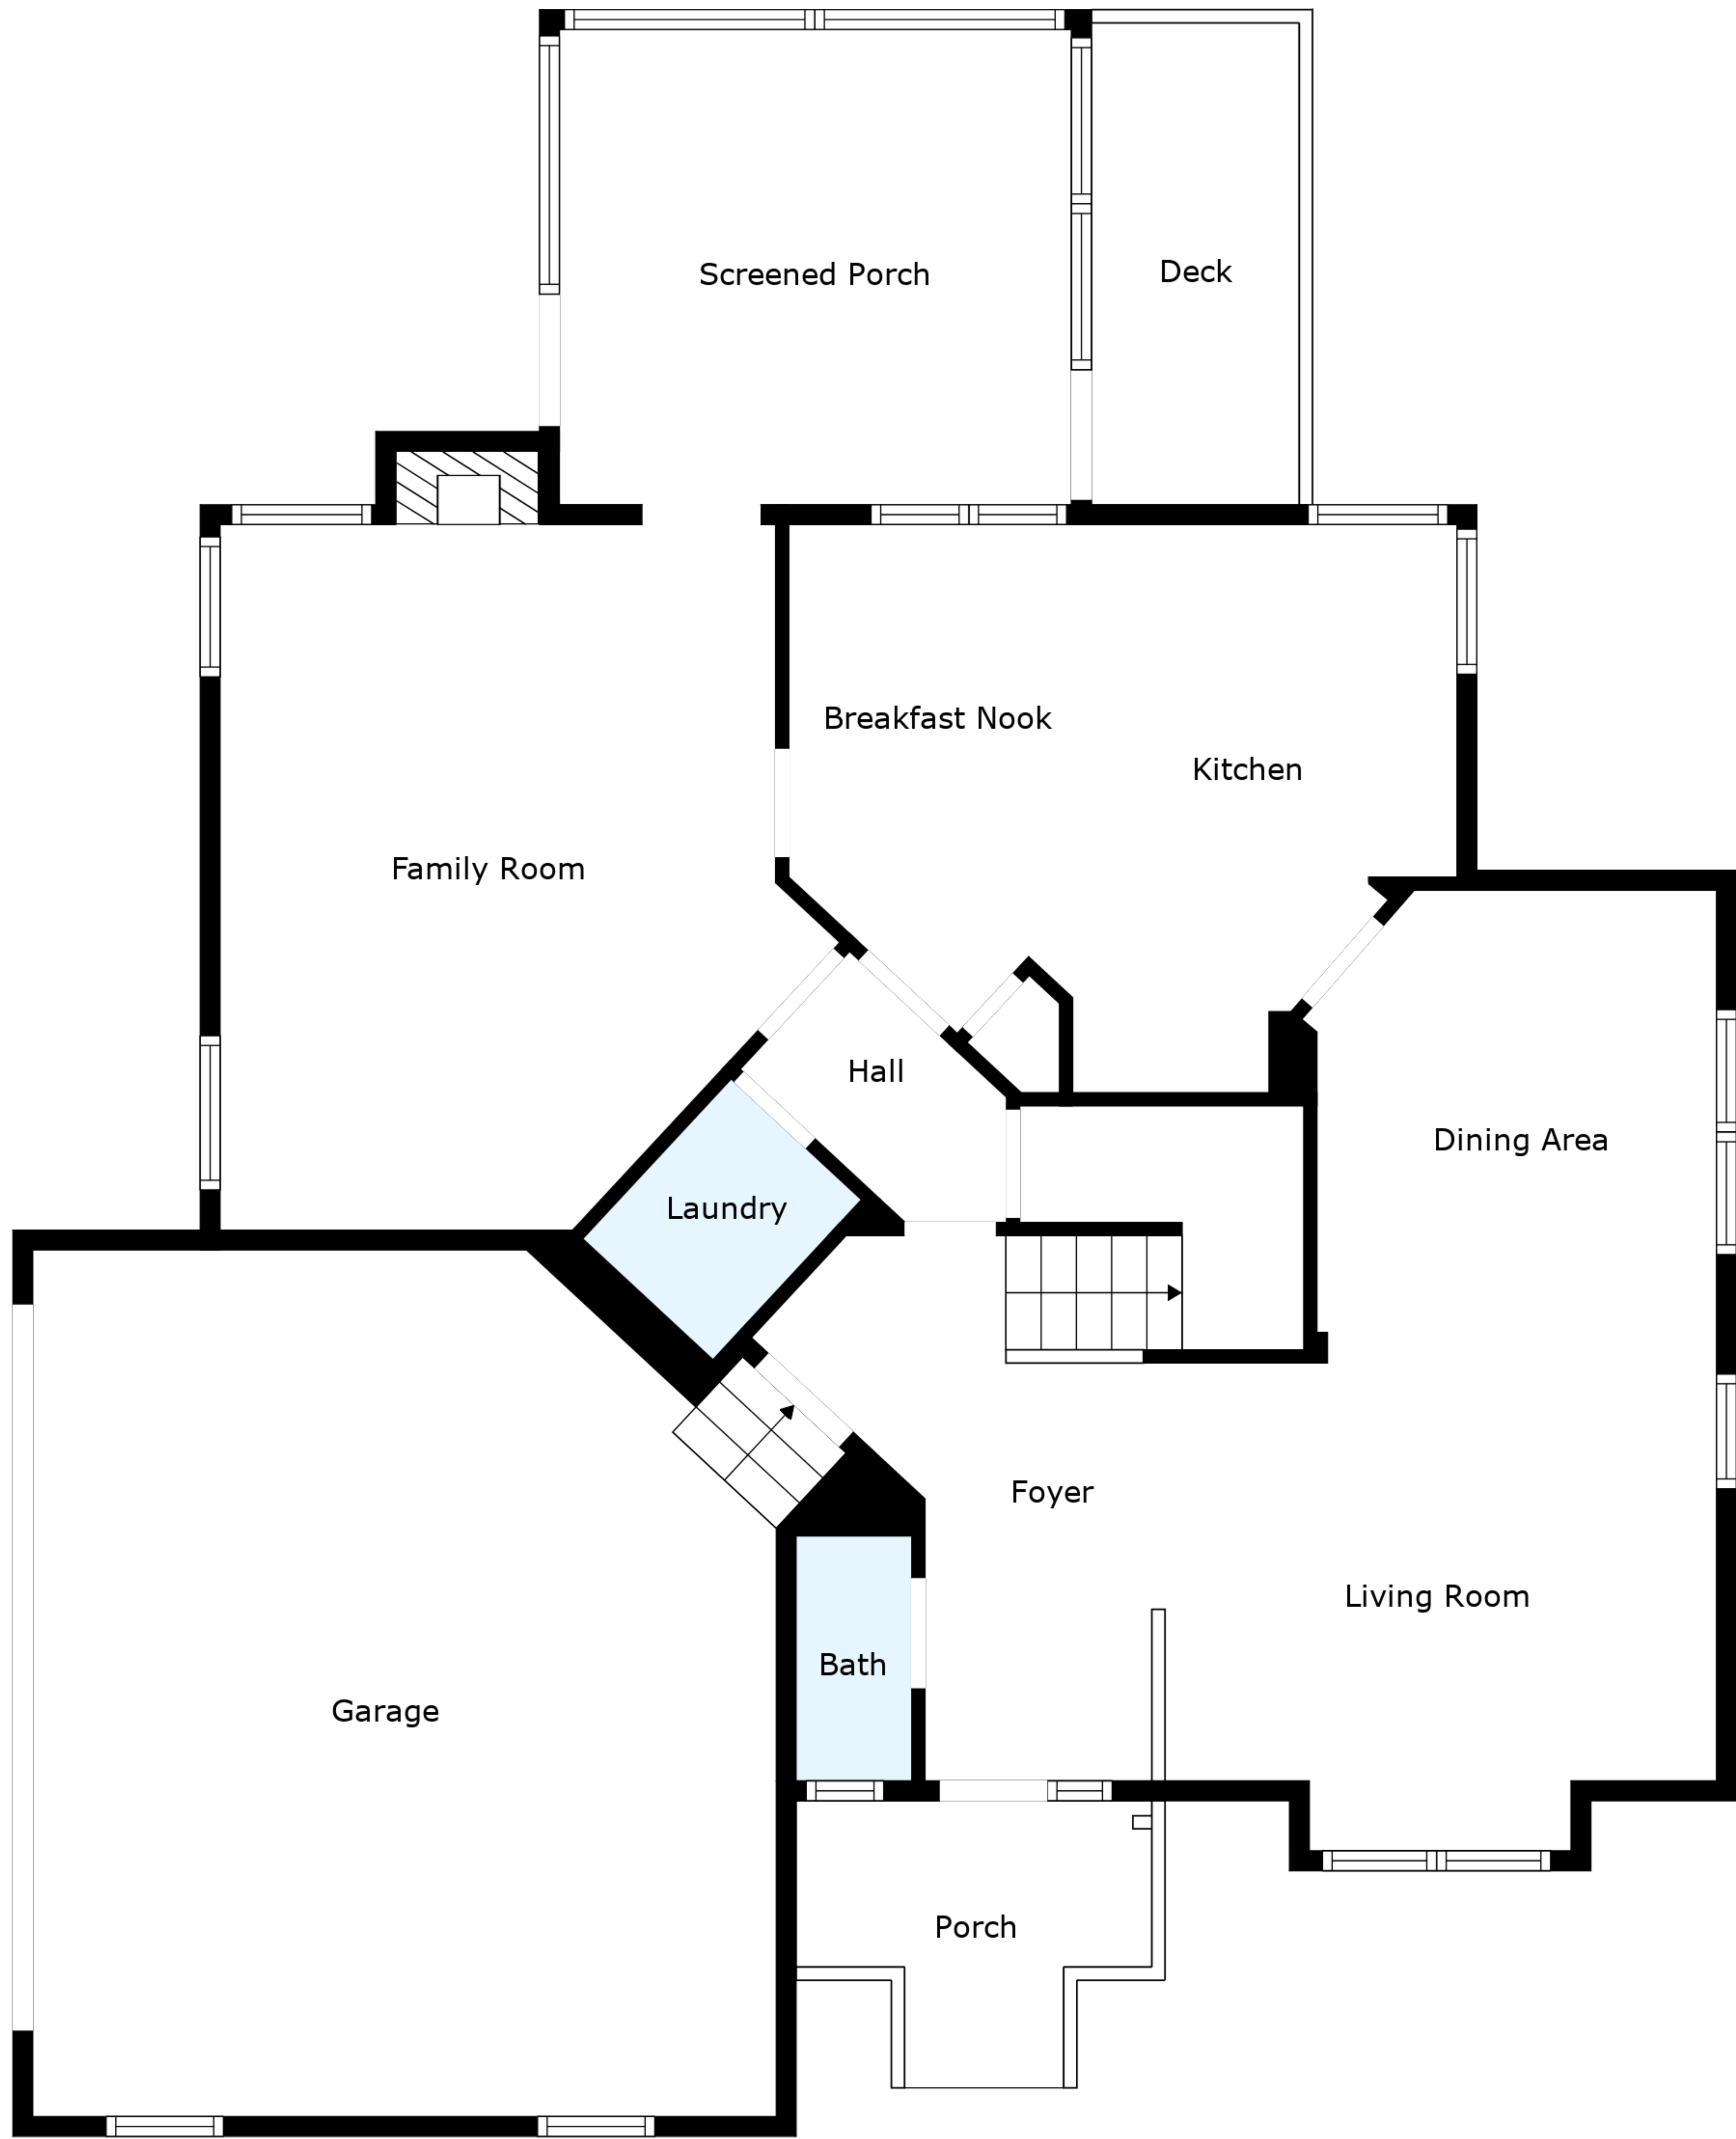 Screened Porch
Deck
Breakfast Nook
Kitchen
Family Room
Hall
Dining Area
Laundry
Foyer
Living Room
Bath
Garage
Porch